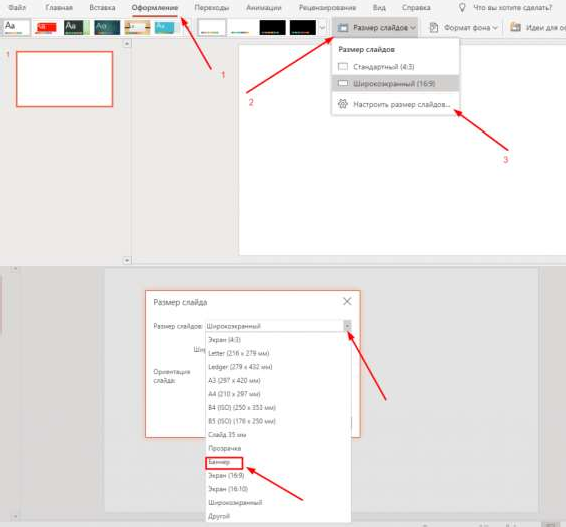 Файл Главная Вставка Оформление Переходы Анимации Рецензирование Вид Справка Что вы хотите сделать?
Aa Aa Aa Aa Размер слайдов Формат фона Идеи для
1
Размер слайдов
Стандартный (4:3)
1
Широкоэкранный (16:9)
2
Настроить размер слайдов...
3
Размер слайда
Размер слайдов: Широкоэкранный
Экран (4:3)
Letter (216 x 279 мм)
Ledger (279 x 432 мм)
Ориентация
слайда:
A3 (297 x 420 мм)
A4 (210 x 297 мм)
B4 (ISO) (250 x 353 мм)
B5 (ISO) (176 x 250 мм)
Слайд 35 мм
Прозрачка
Баннер
Экран (16:9)
Экран (16:10)
Широкоэкранный
Другой